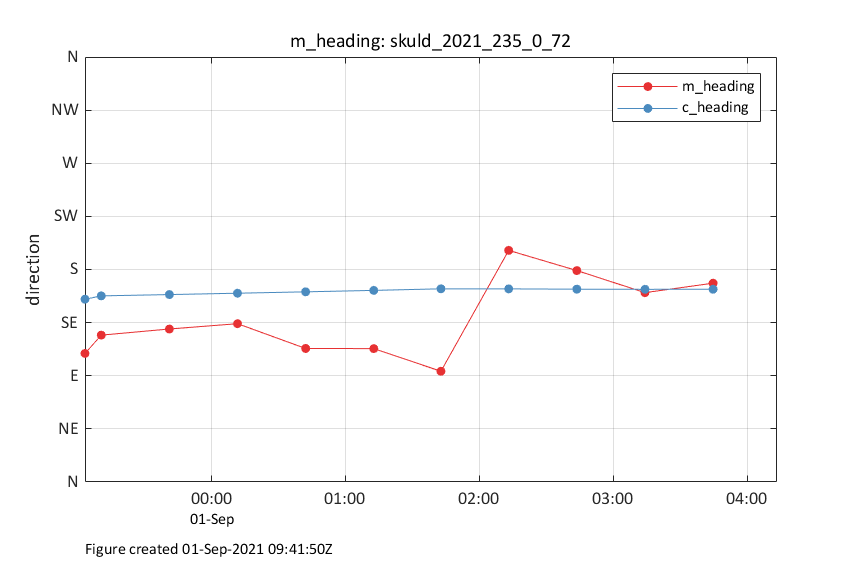 m_heading: skuld_2021_235_0_72
N
NW
W
SW
S
SE
E
NE
N
direction
m_heading
c_heading
00:00
01:00
02:00
03:00
04:00
01-Sep
Figure created 01-Sep-2021 09:41:50Z